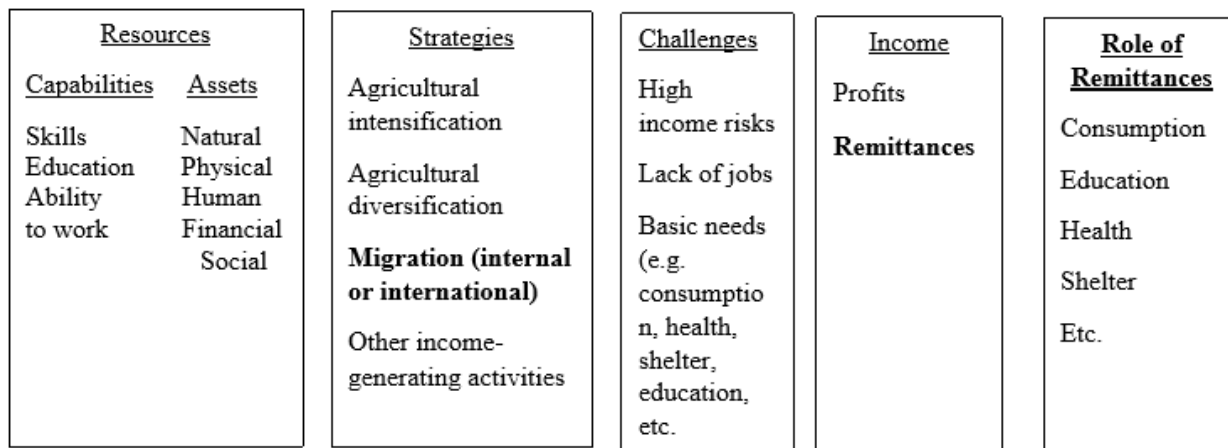 Resources
Capabilities
Skills
Education
Ability
to work
Assets
Natural
Physical
Human
Financial
Social
Strategies
Agricultural
intensification
Agricultural
diversification
Migration (internal
or international)
Other income-
generating activities
Challenges
High
income risks
Lack of jobs
Basic needs
(e.g.
consumptio
n, health,
shelter,
education,
etc.
Income
Profits
Remittances
Role of
Remittances
Consumption
Education
Health
Shelter
Etc.